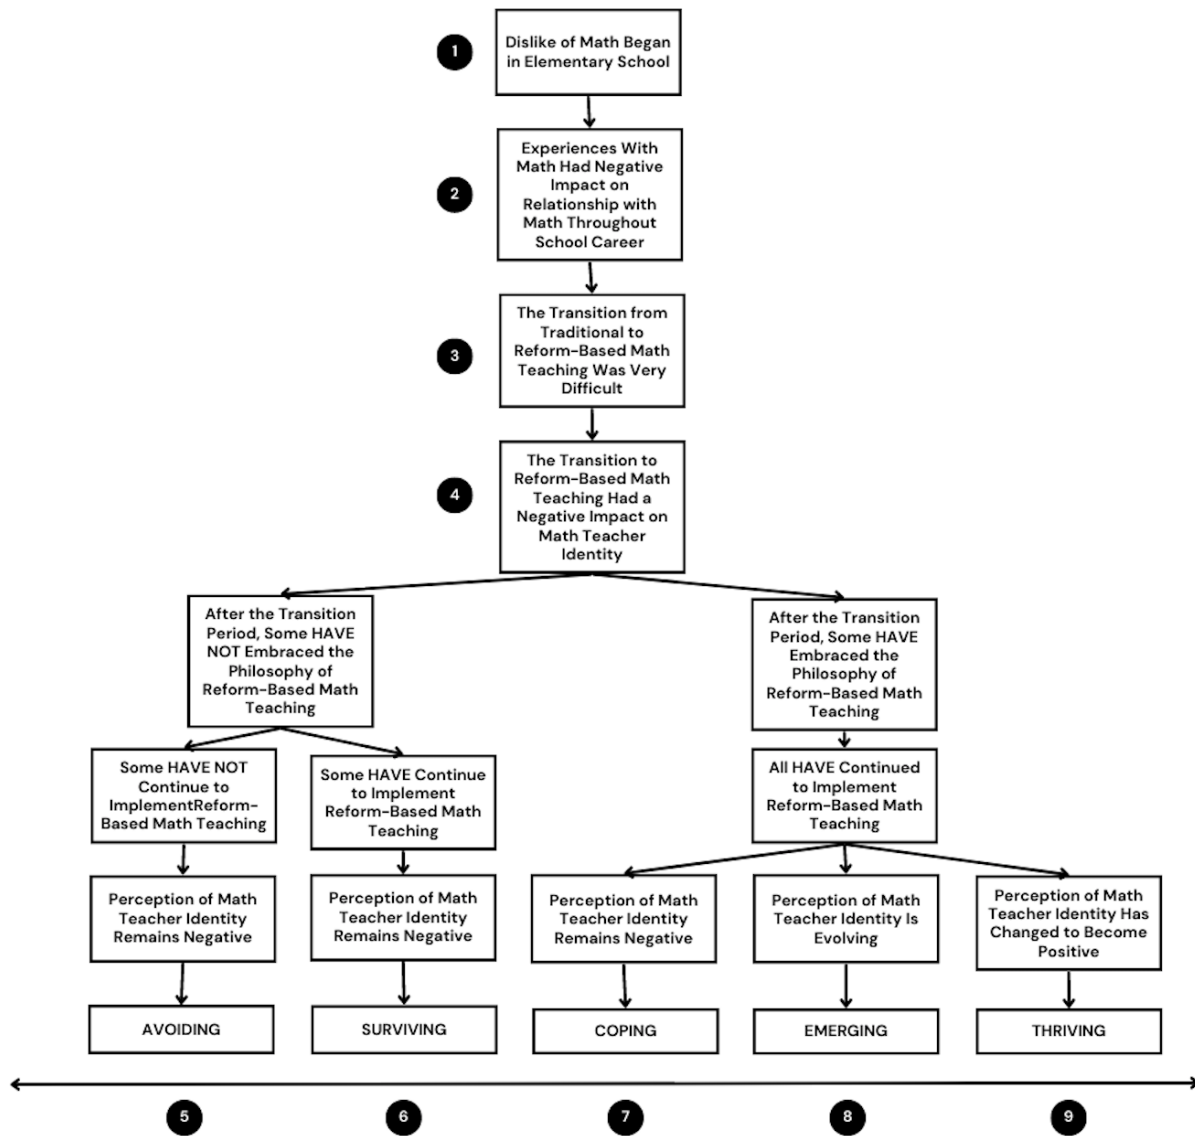 1
Dislike of Math Began
in Elementary School
2
Experiences With
Math Had Negative
Impact on
Relationship with
Math Throughout
School Career
3
The Transition from
Traditional to
Reform-Based Math
Teaching Was Very
Difficult
4
The Transition to
Reform-Based Math
Teaching Had a
Negative Impact on
Math Teacher
Identity
After the Transition
Period, Some HAVE
NOT Embraced the
Philosophy of
Reform-Based Math
Teaching
After the Transition
Period, Some HAVE
Embraced the
Philosophy of
Reform-Based Math
Teaching
Some HAVE NOT
Continue to
ImplementReform-
Based Math Teaching
Some HAVE Continue
to Implement
Reform-Based Math
Teaching
All HAVE Continued
to Implement
Reform-Based Math
Teaching
Perception of Math
Teacher Identity
Remains Negative
Perception of Math
Teacher Identity
Remains Negative
Perception of Math
Teacher Identity
Remains Negative
Perception of Math
Teacher Identity Is
Evolving
Perception of Math
Teacher Identity Has
Changed to Become
Positive
AVOIDING
SURVIVING
COPING
EMERGING
THRIVING
5
6
7
8
9